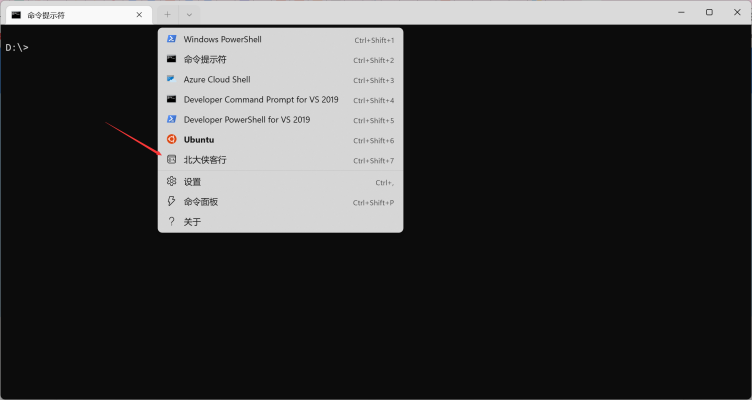 命令提示符
D:\>
Windows PowerShell Ctrl+Shift+1
命令提示符 Ctrl+Shift+2
Azure Cloud Shell Ctrl+Shift+3
Developer Command Prompt for VS 2019 Ctrl+Shift+4
Developer PowerShell for VS 2019 Ctrl+Shift+5
Ubuntu Ctrl+Shift+6
北大侠客行 Ctrl+Shift+7
设置 Ctrl+,
命令面板 Ctrl+Shift+P
关于